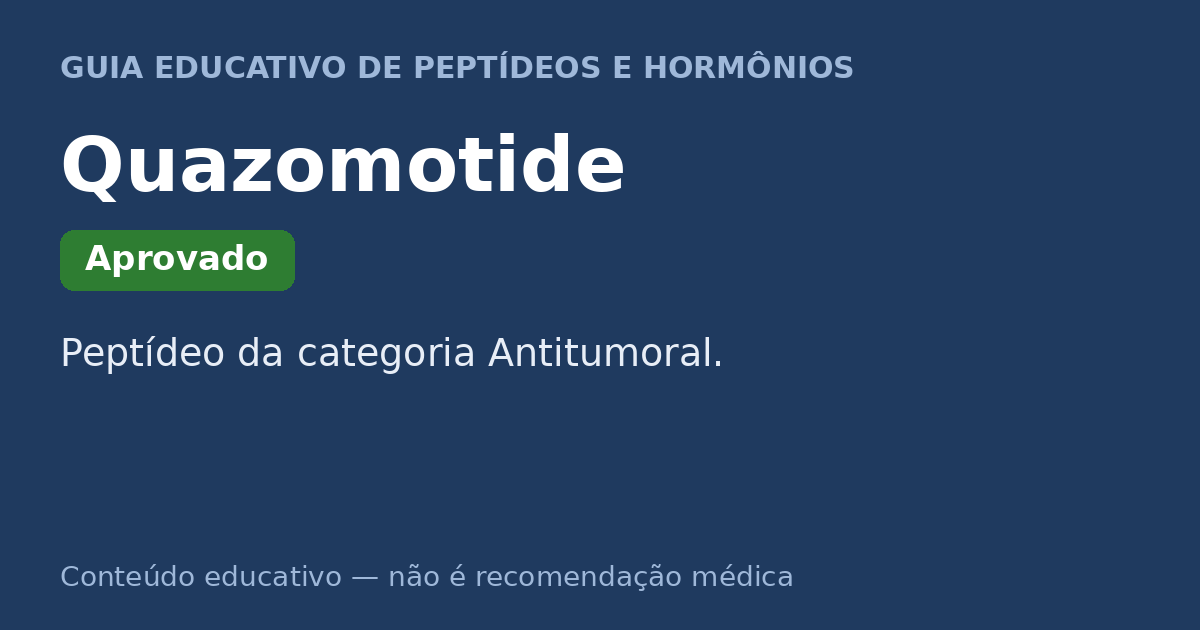 GUIA EDUCATIVO DE PEPTÍDEOS E HORMÔNIOS
Quazomotide
Aprovado
Peptídeo da categoria Antitumoral.
Conteúdo educativo — não é recomendação médica